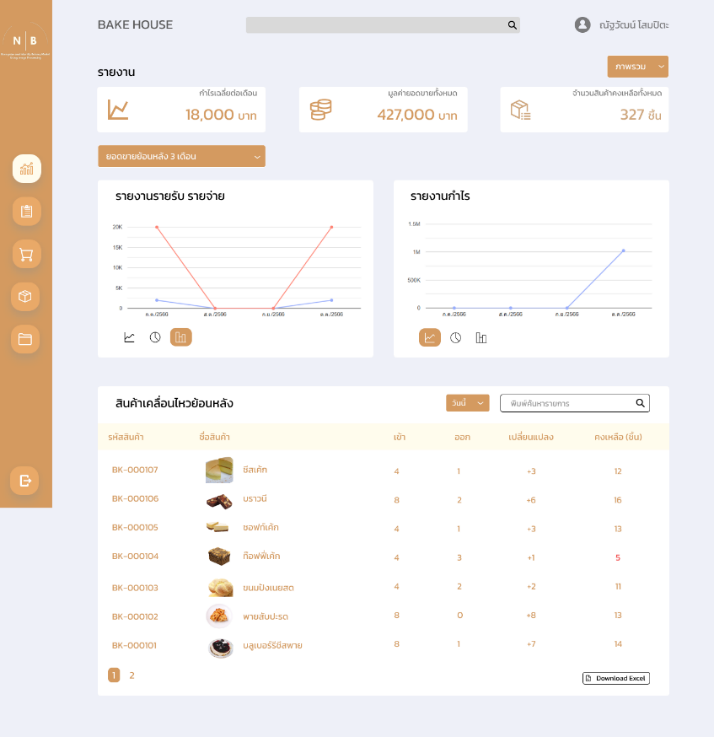 BAKE HOUSE
ณัฐวัฒน์ โสมปิตะ
N B
รายงาน
ภาพรวม
กำไรเฉลี่ยต่อเดือน
18,000 บาท
มูลค่ายอดขายทั้งหมด
427,000 บาท
จำนวนสินค้าคงเหลือทั้งหมด
327 ชิ้น
ยอดขายย้อนหลัง 3 เดือน
รายงานรายรับ รายจ่าย
20K
15K
10K
5K
0
ส.ค./2566
ก.ย./2566
ต.ค./2566
รายงานกำไร
1.5M
1M
500K
0
ก.ค./2566
ส.ค./2566
ก.ย./2566
ต.ค./2566
สินค้าเคลื่อนไหวย้อนหลัง
วันนี้
พิมพ์ค้นหารายการ
รหัสสินค้า ชื่อสินค้า เข้า ออก เปลี่ยนแปลง คงเหลือ (ชิ้น)
BK-000107 ชีสเค้ก 4 1 +3 12
BK-000106 บราวนี่ 8 2 +6 16
BK-000105 ชอฟท์เค้ก 4 1 +3 13
BK-000104 ท๊อฟฟี่เค้ก 4 3 +1 5
BK-000103 ขนมปังเนยสด 4 2 +2 11
BK-000102 พายสับปะรด 8 0 +8 13
BK-000101 บลูเบอร์รีชีสพาย 8 1 +7 14
1 2
Download Excel